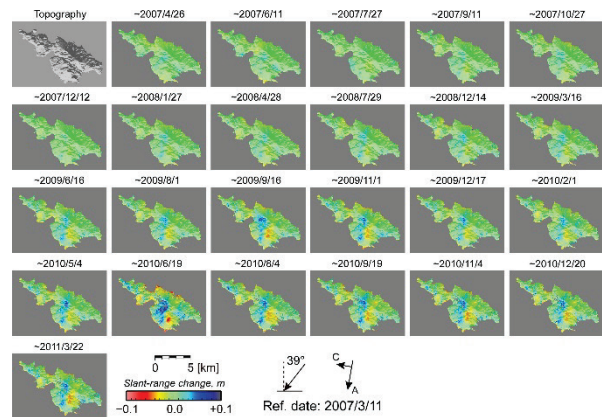 Topography ~2007/4/26 ~2007/6/11 ~2007/7/27 ~2007/9/11 ~2007/10/27
~2007/12/12 ~2008/1/27 ~2008/4/28 ~2008/7/29 ~2008/12/14 ~2009/3/16
~2009/6/16 ~2009/8/1 ~2009/9/16 ~2009/11/1 ~2009/12/17 ~2010/2/1
~2010/5/4 ~2010/6/19 ~2010/8/4 ~2010/9/19 ~2010/11/4 ~2010/12/20
~2011/3/22
0 5 [km]
39°
C
A
Slant-range change, m
−0.1 0.0 +0.1
Ref. date: 2007/3/11